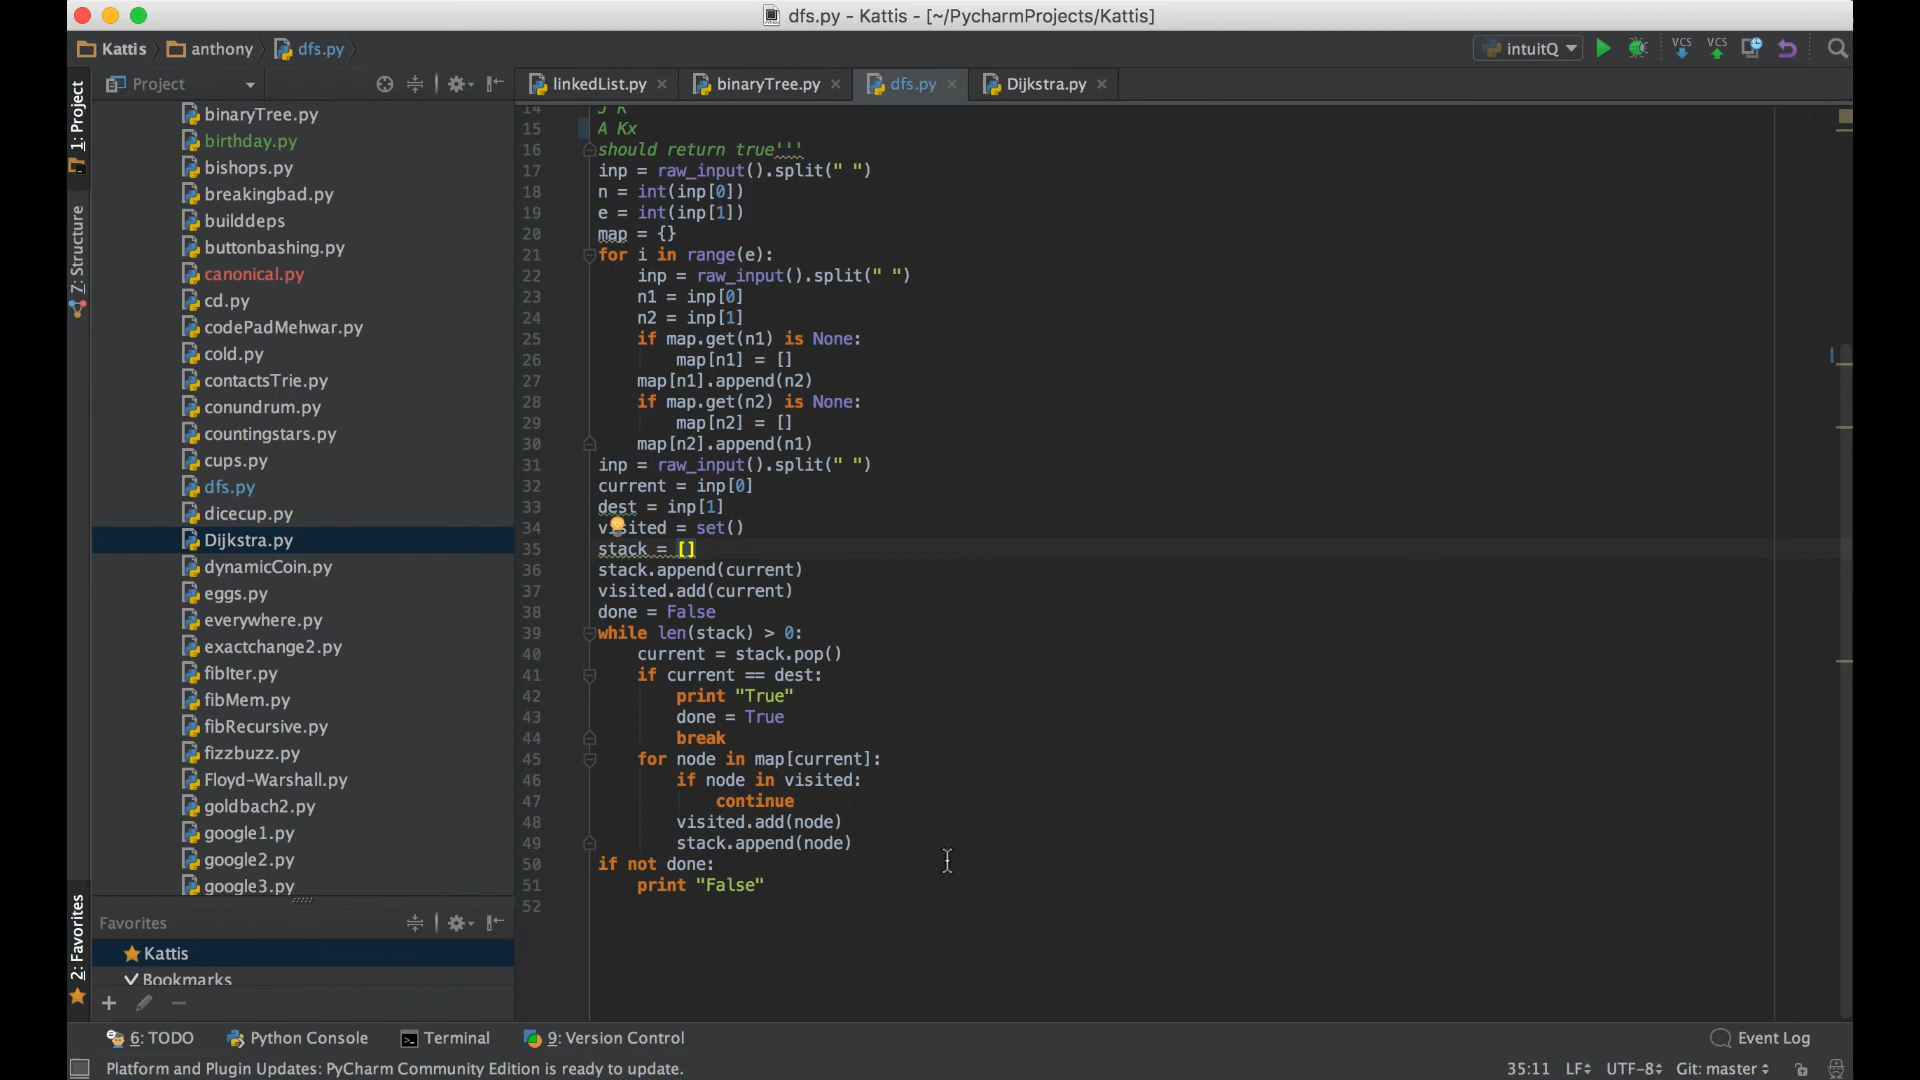 dfs.py - Kattis - [~/PycharmProjects/Kattis]
Kattis anthony dfs.py intuitQ VCS VCS
1: Project
7: Structure
2: Favorites
Project
binaryTree.py
birthday.py
bishops.py
breakingbad.py
builddeps
buttonbashing.py
canonical.py
cd.py
codePadMehwar.py
cold.py
contactsTrie.py
conundrum.py
countingstars.py
cups.py
dfs.py
dicecup.py
Dijkstra.py
dynamicCoin.py
eggs.py
everywhere.py
exactchange2.py
fibIter.py
fibMem.py
fibRecursive.py
fizzbuzz.py
Floyd-Warshall.py
goldbach2.py
google1.py
google2.py
google3.py
Favorites
Kattis
Bookmarks
linkedList.py binaryTree.py dfs.py Dijkstra.py
14 J K
15 A Kx
16 should return true'''
17 inp = raw_input().split(" ")
18 n = int(inp[0])
19 e = int(inp[1])
20 map = {}
21 for i in range(e):
22 inp = raw_input().split(" ")
23 n1 = inp[0]
24 n2 = inp[1]
25 if map.get(n1) is None:
26 map[n1] = []
27 map[n1].append(n2)
28 if map.get(n2) is None:
29 map[n2] = []
30 map[n2].append(n1)
31 inp = raw_input().split(" ")
32 current = inp[0]
33 dest = inp[1]
34 visited = set()
35 stack = []
36 stack.append(current)
37 visited.add(current)
38 done = False
39 while len(stack) > 0:
40 current = stack.pop()
41 if current == dest:
42 print "True"
43 done = True
44 break
45 for node in map[current]:
46 if node in visited:
47 continue
48 visited.add(node)
49 stack.append(node)
50 if not done:
51 print "False"
52
6: TODO Python Console Terminal 9: Version Control Event Log
Platform and Plugin Updates: PyCharm Community Edition is ready to update. 35:11 LF UTF-8 Git: master